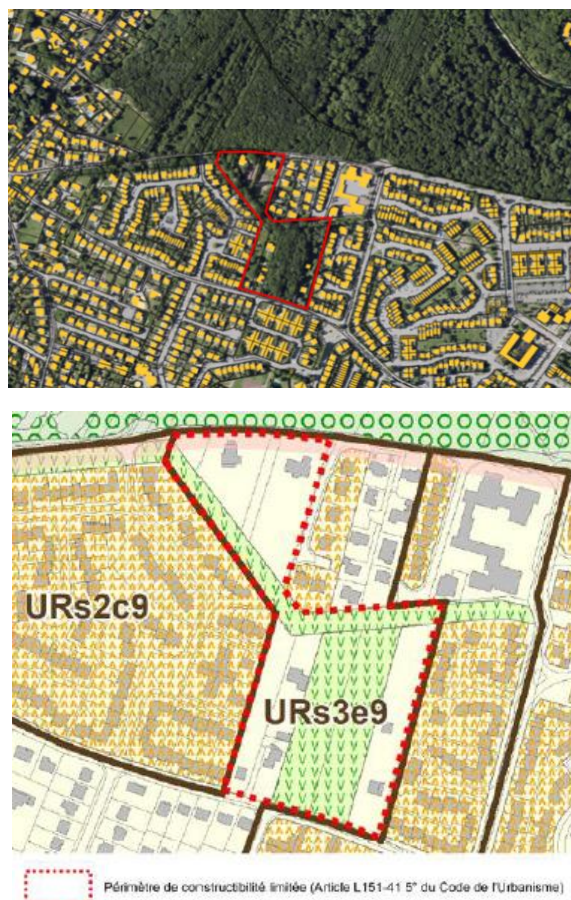 URs2c9
URs3e9
Périmètre de constructibilité limitée (Article L151-41 5° du Code de l'Urbanisme)